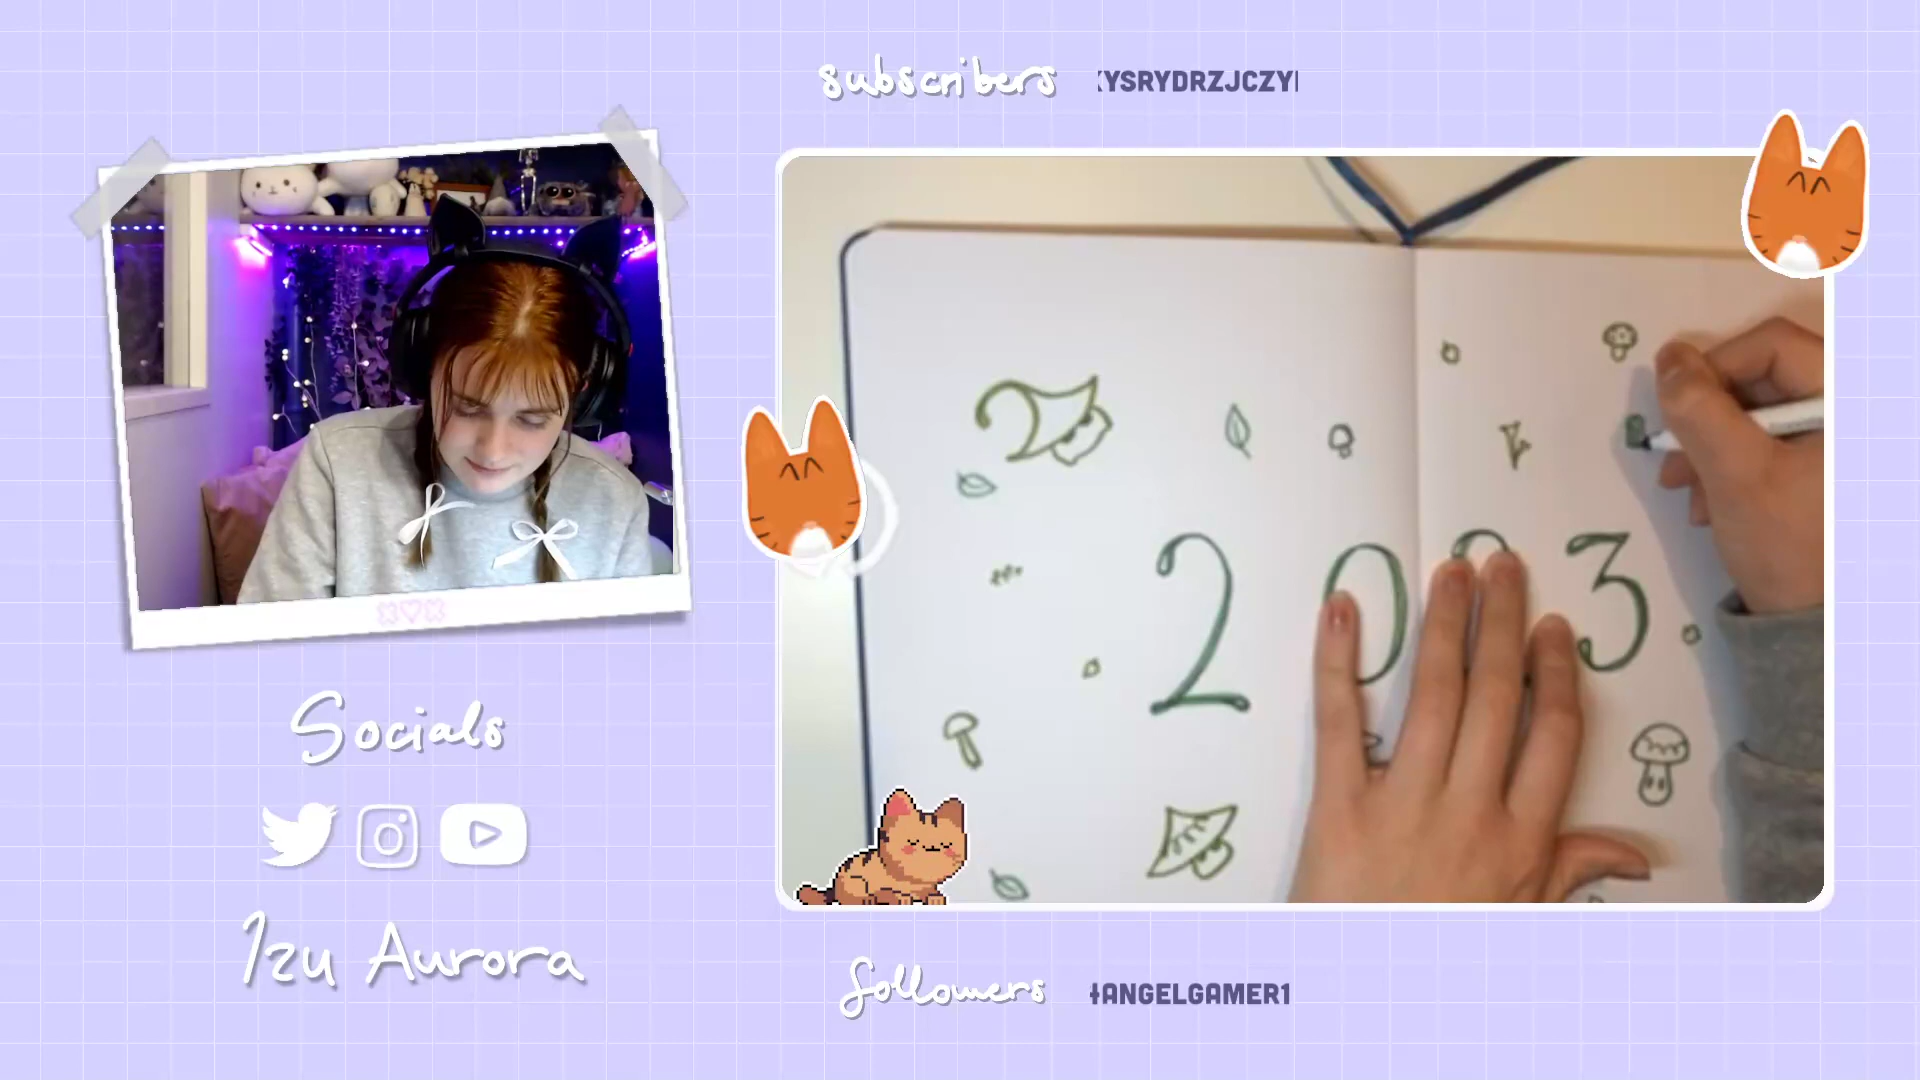 subscribers
YSRYDRZJCZY
2023
Socials
Izu Aurora
followers
ANGELGAMER1